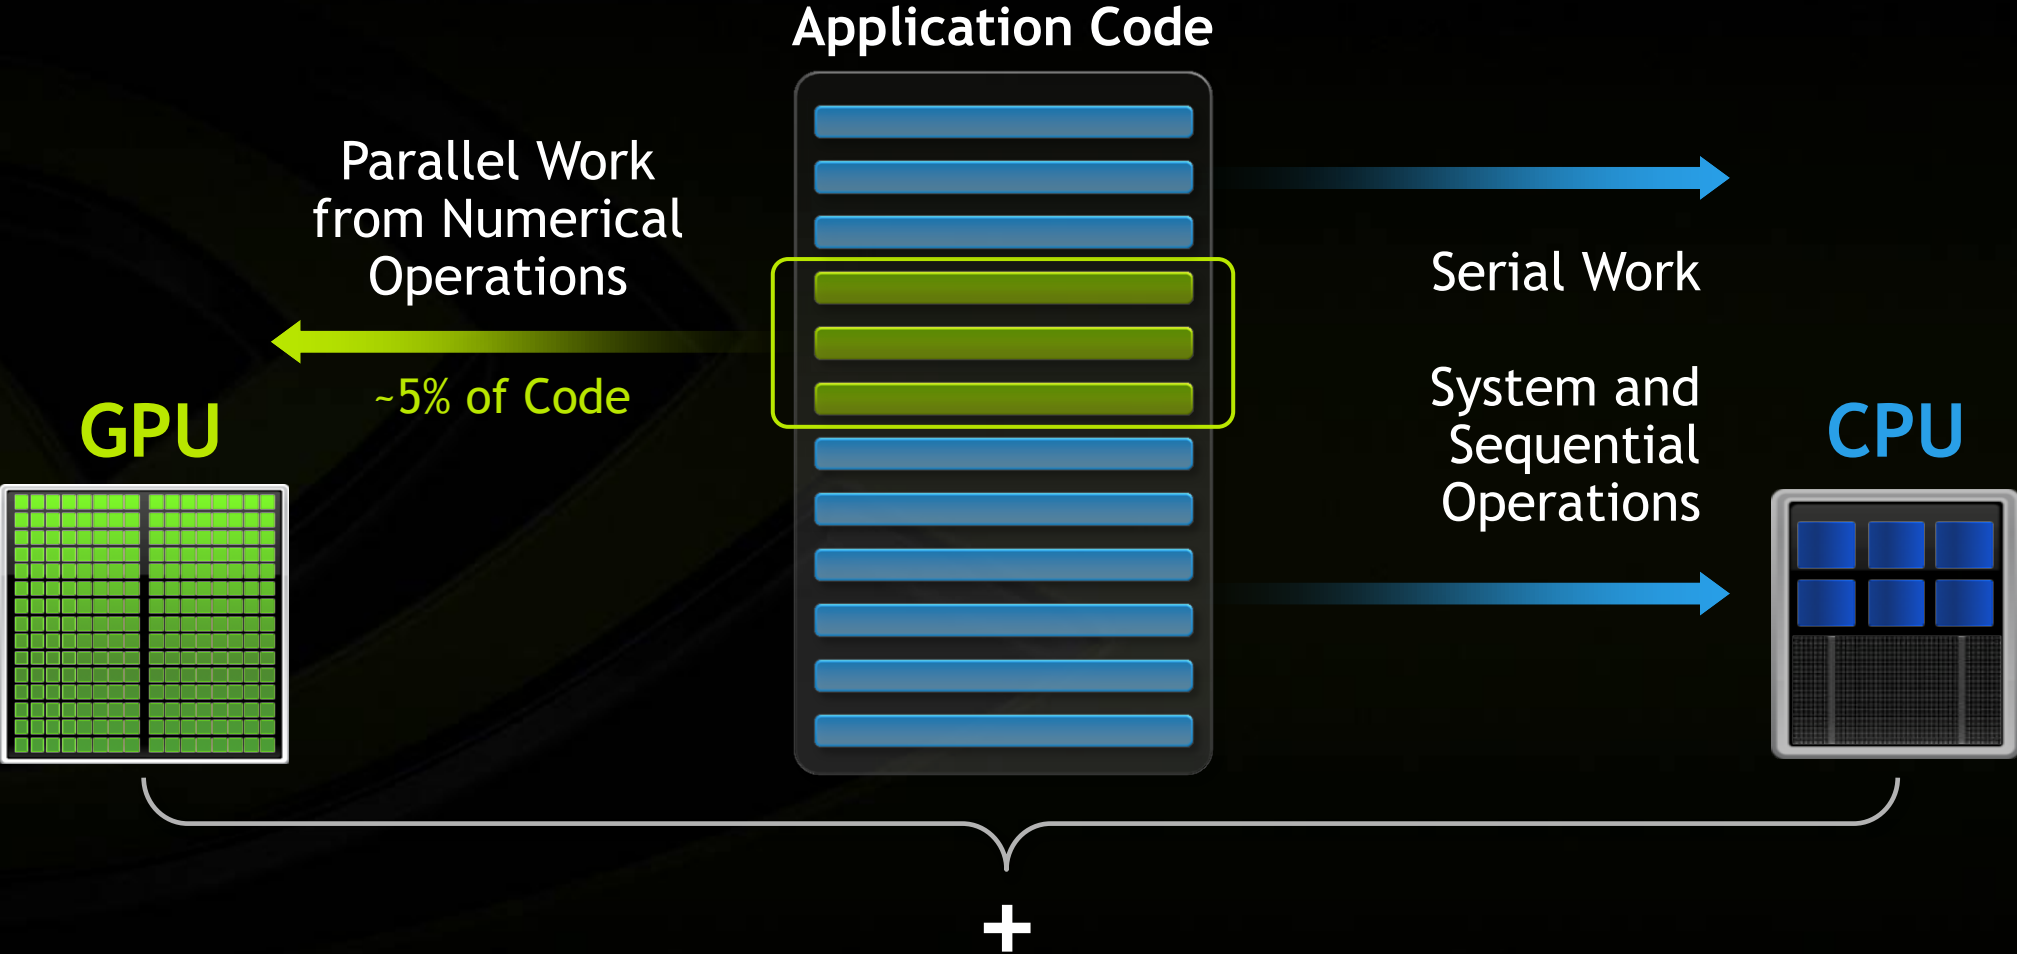 Application Code
Parallel Work
from Numerical
Operations
~5% of Code
GPU
Serial Work
System and
Sequential
Operations
CPU
+